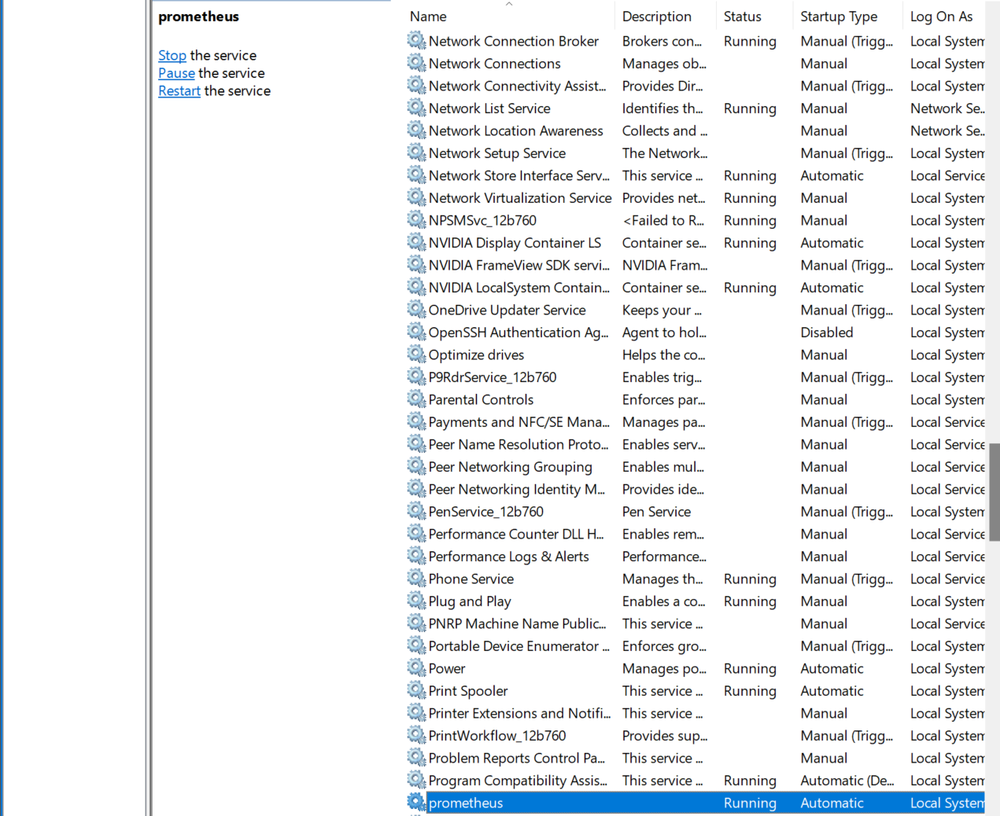 prometheus
Stop the service
Pause the service
Restart the service
Name Description Status Startup Type Log On As
Network Connection Broker Brokers con... Running Manual (Trigg... Local System
Network Connections Manages ob... Manual Local System
Network Connectivity Assist... Provides Dir... Manual (Trigg... Local System
Network List Service Identifies th... Running Manual Network Se...
Network Location Awareness Collects and ... Manual Network Se...
Network Setup Service The Network... Manual (Trigg... Local System
Network Store Interface Serv... This service ... Running Automatic Local Service
Network Virtualization Service Provides net... Running Manual Local System
NPSMSvc_12b760 <Failed to R... Running Manual Local System
NVIDIA Display Container LS Container se... Running Automatic Local System
NVIDIA FrameView SDK servi... NVIDIA Fram... Manual (Trigg... Local System
NVIDIA LocalSystem Contain... Container se... Running Automatic Local System
OneDrive Updater Service Keeps your ... Manual (Trigg... Local System
OpenSSH Authentication Ag... Agent to hol... Disabled Local System
Optimize drives Helps the co... Manual Local System
P9RdrService_12b760 Enables trig... Manual (Trigg... Local System
Parental Controls Enforces par... Manual Local System
Payments and NFC/SE Mana... Manages pa... Manual (Trigg... Local Service
Peer Name Resolution Proto... Enables serv... Manual Local Service
Peer Networking Grouping Enables mul... Manual Local Service
Peer Networking Identity M... Provides ide... Manual Local Service
PenService_12b760 Pen Service Manual (Trigg... Local System
Performance Counter DLL H... Enables rem... Manual Local Service
Performance Logs & Alerts Performance... Manual Local Service
Phone Service Manages th... Running Manual (Trigg... Local Service
Plug and Play Enables a co... Running Manual Local System
PNRP Machine Name Public... This service ... Manual Local Service
Portable Device Enumerator ... Enforces gro... Manual (Trigg... Local System
Power Manages po... Running Automatic Local System
Print Spooler This service ... Running Automatic Local System
Printer Extensions and Notifi... This service ... Manual Local System
PrintWorkflow_12b760 Provides sup... Manual (Trigg... Local System
Problem Reports Control Pa... This service ... Manual Local System
Program Compatibility Assis... This service ... Running Automatic (De... Local System
prometheus Running Automatic Local System